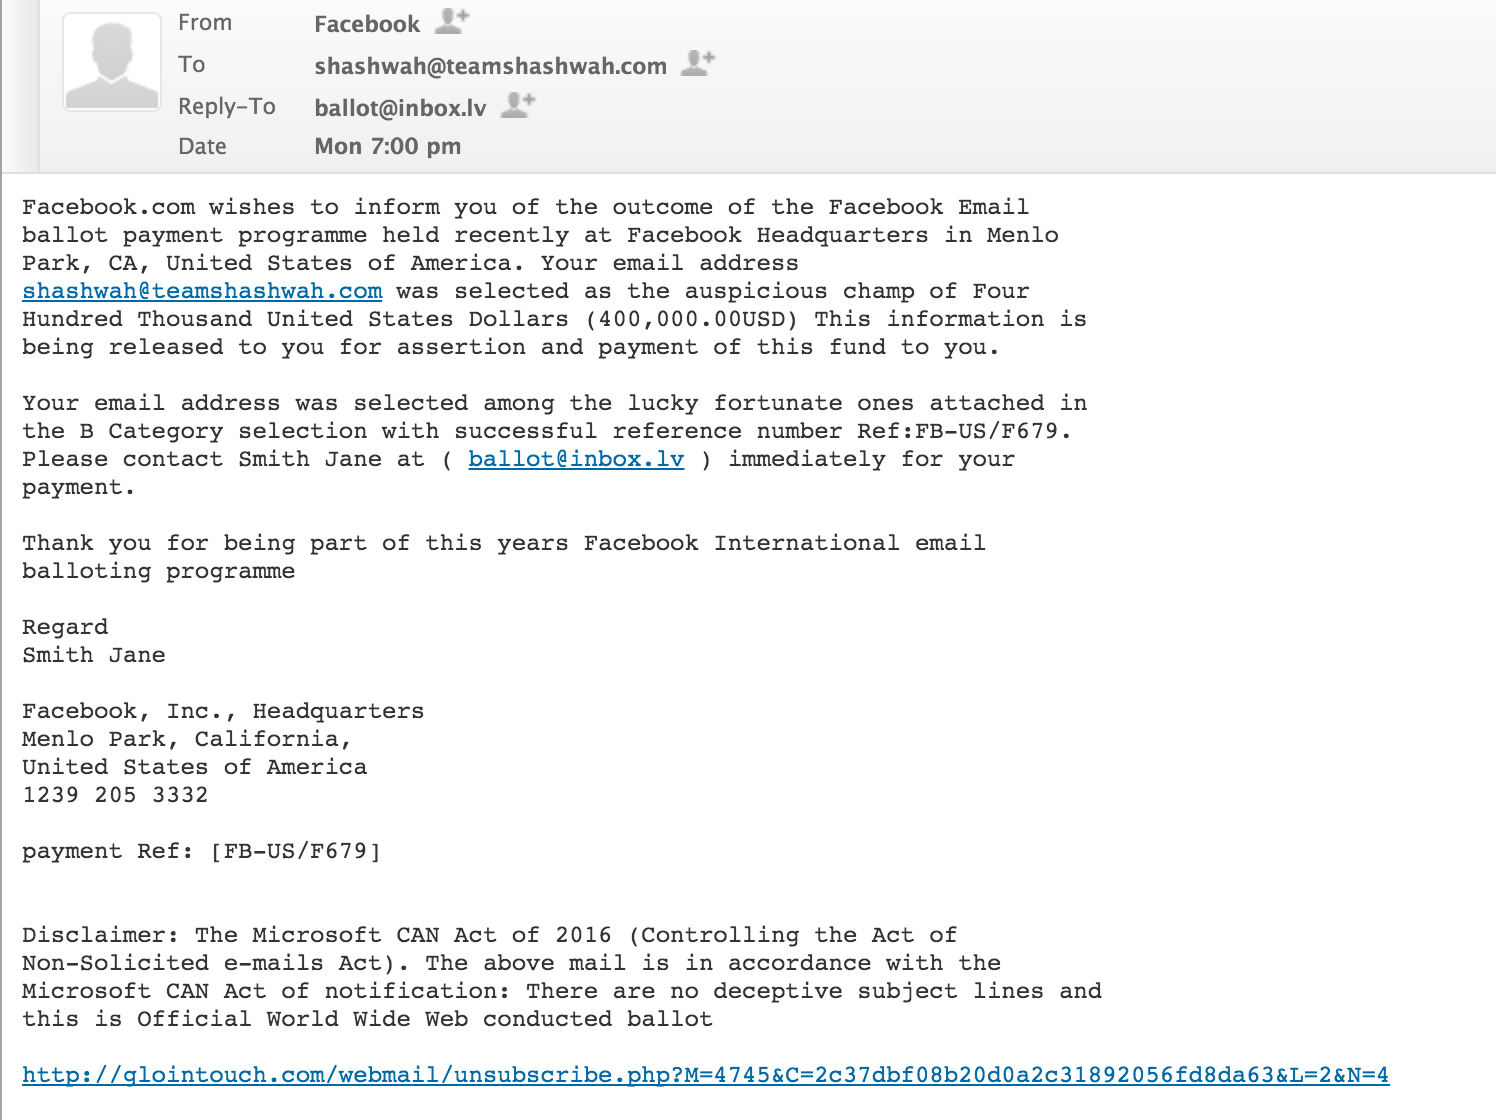 From Facebook
To shashwah@teamshashwah.com
Reply-To ballot@inbox.lv
Date Mon 7:00 pm
Facebook.com wishes to inform you of the outcome of the Facebook Email
ballot payment programme held recently at Facebook Headquarters in Menlo
Park, CA, United States of America. Your email address
shashwah@teamshashwah.com was selected as the auspicious champ of Four
Hundred Thousand United States Dollars (400,000.00USD) This information is
being released to you for assertion and payment of this fund to you.
Your email address was selected among the lucky fortunate ones attached in
the B Category selection with successful reference number Ref:FB-US/F679.
Please contact Smith Jane at ( ballot@inbox.lv ) immediately for your
payment.
Thank you for being part of this years Facebook International email
balloting programme
Regard
Smith Jane
Facebook, Inc., Headquarters
Menlo Park, California,
United States of America
1239 205 3332
payment Ref: [FB-US/F679]
Disclaimer: The Microsoft CAN Act of 2016 (Controlling the Act of
Non-Solicited e-mails Act). The above mail is in accordance with the
Microsoft CAN Act of notification: There are no deceptive subject lines and
this is Official World Wide Web conducted ballot
http://glointouch.com/webmail/unsubscribe.php?M=4745&C=2c37dbf08b20d0a2c31892056fd8da63&L=2&N=4